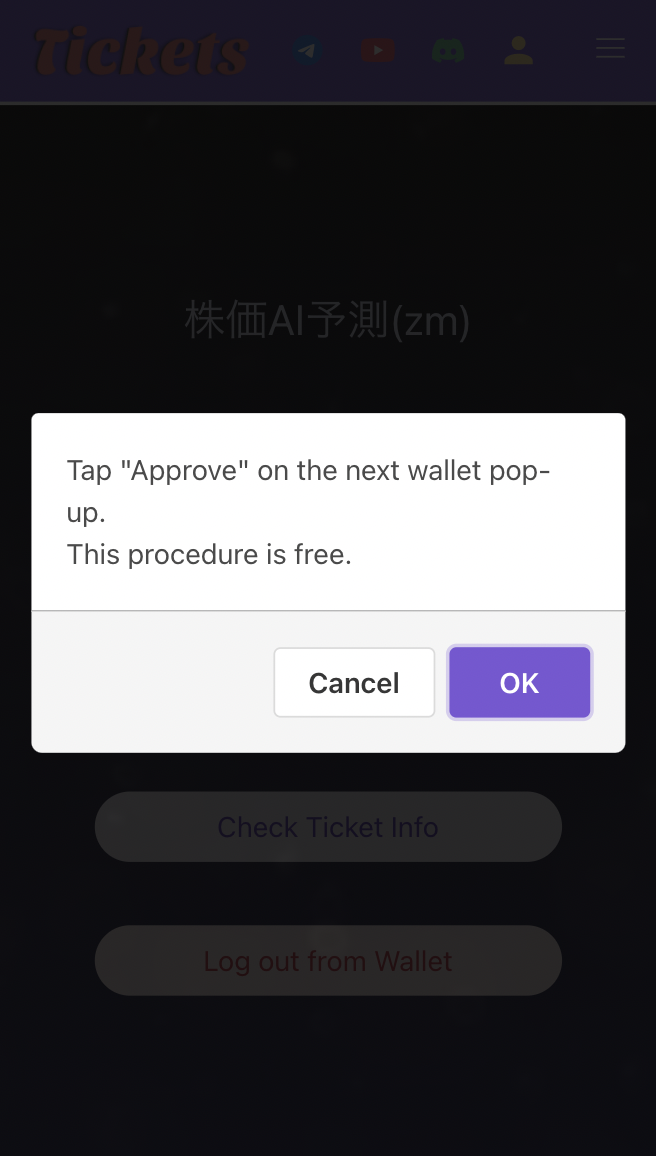 Tickets
株価AI予測(zm)
Tap "Approve" on the next wallet pop-
up.
This procedure is free.
Cancel
OK
Check Ticket Info
Log out from Wallet